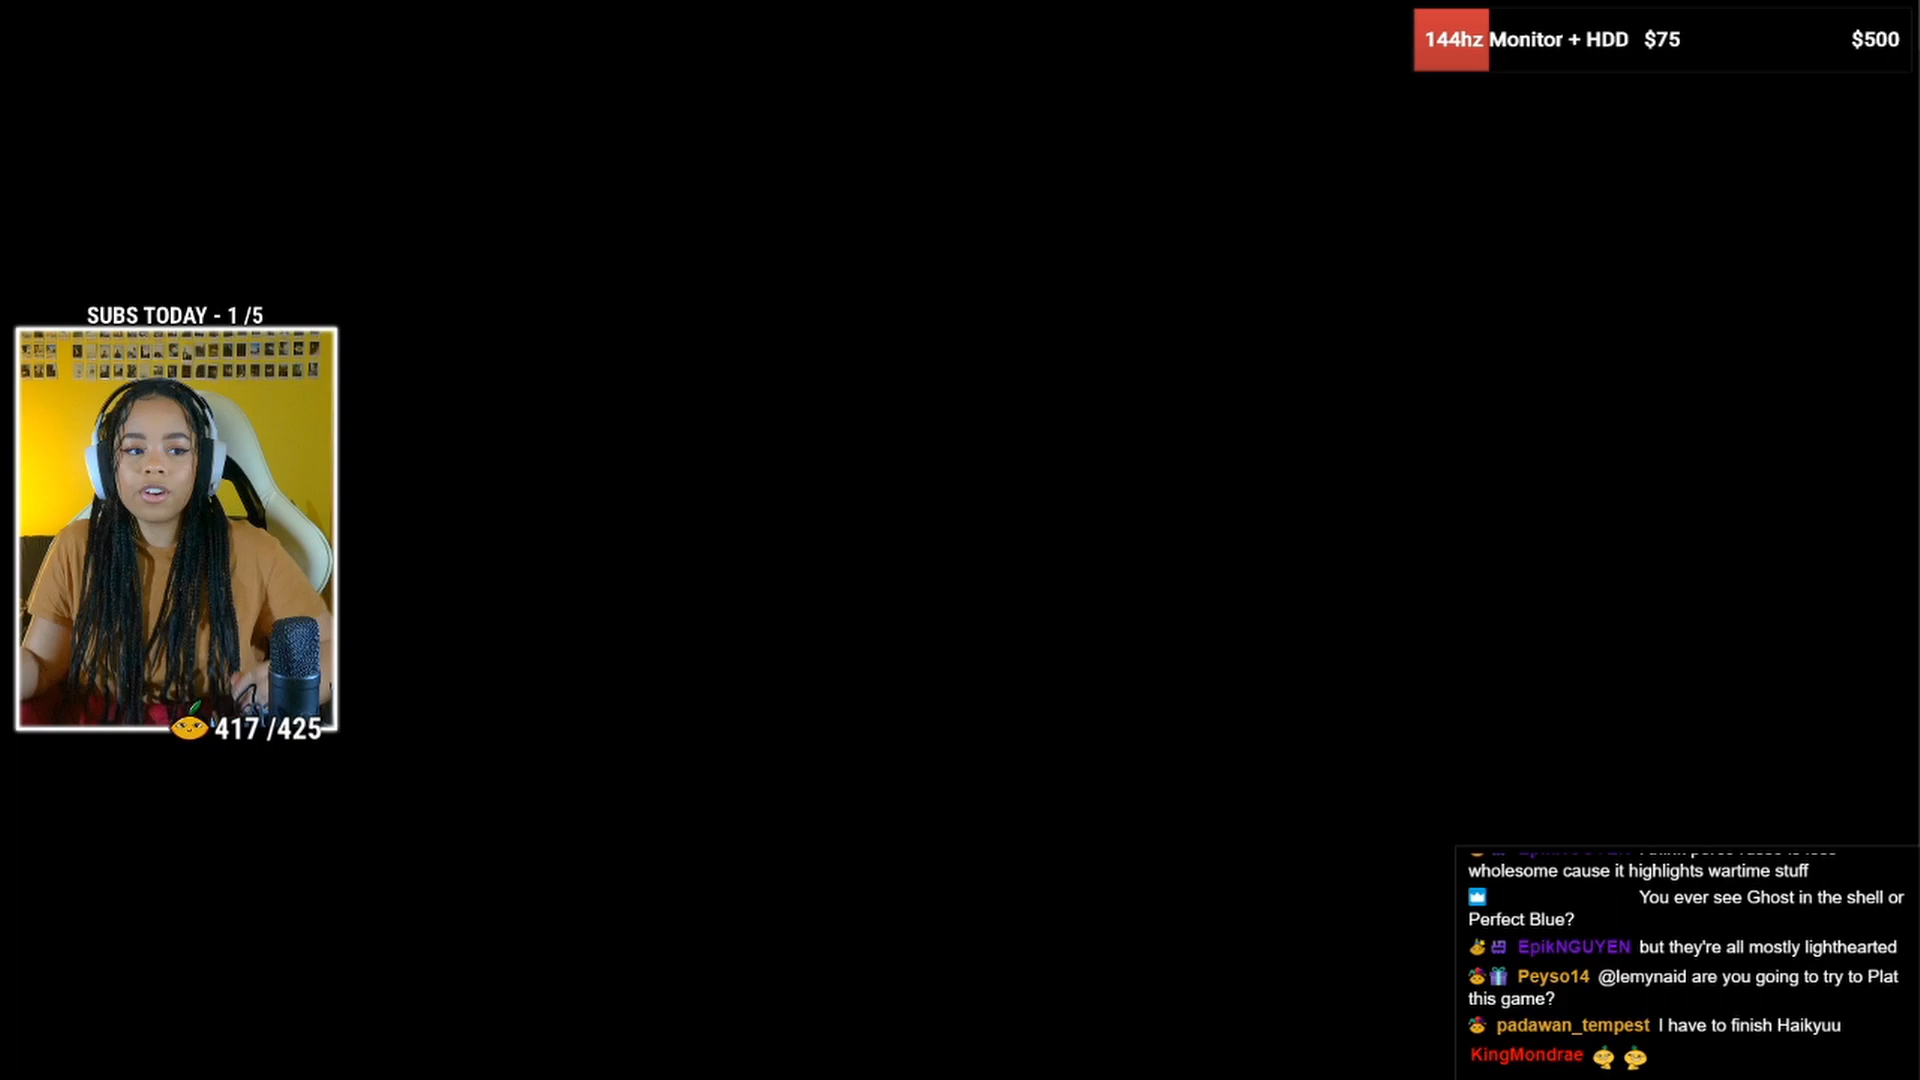 144hz Monitor + HDD $75 $500
SUBS TODAY - 1 /5
417 /425
wholesome cause it highlights wartime stuff
You ever see Ghost in the shell or
Perfect Blue?
EpikNGUYEN but they're all mostly lighthearted
Peyso14 @lemynaid are you going to try to Plat
this game?
padawan_tempest I have to finish Haikyuu
KingMondrae